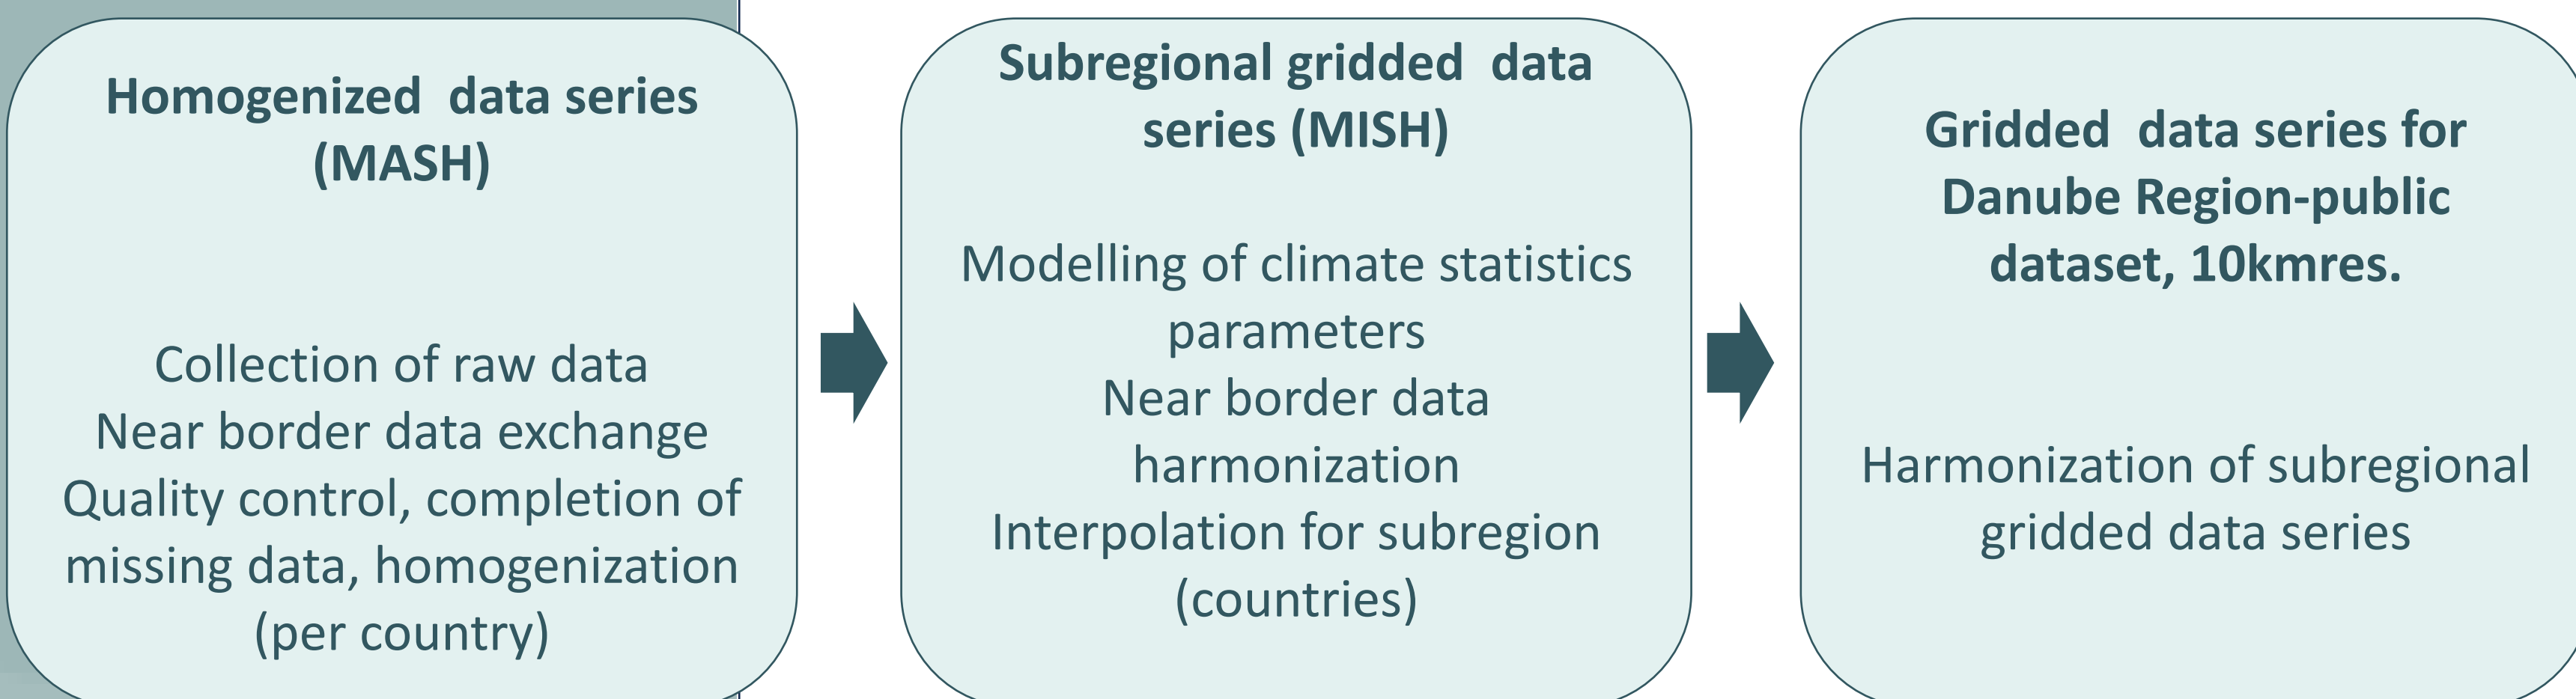 Homogenized  data series
(MASH)
Collection of raw data
Near border data exchange
Quality control, completion of
missing data, homogenization
(per country)
Subregional gridded  data
series (MISH)
Modelling of climate statistics
parameters
Near border data
harmonization
Interpolation for subregion
(countries)
Gridded  data series for
Danube Region-public
dataset, 10kmres.
Harmonization of subregional
gridded data series